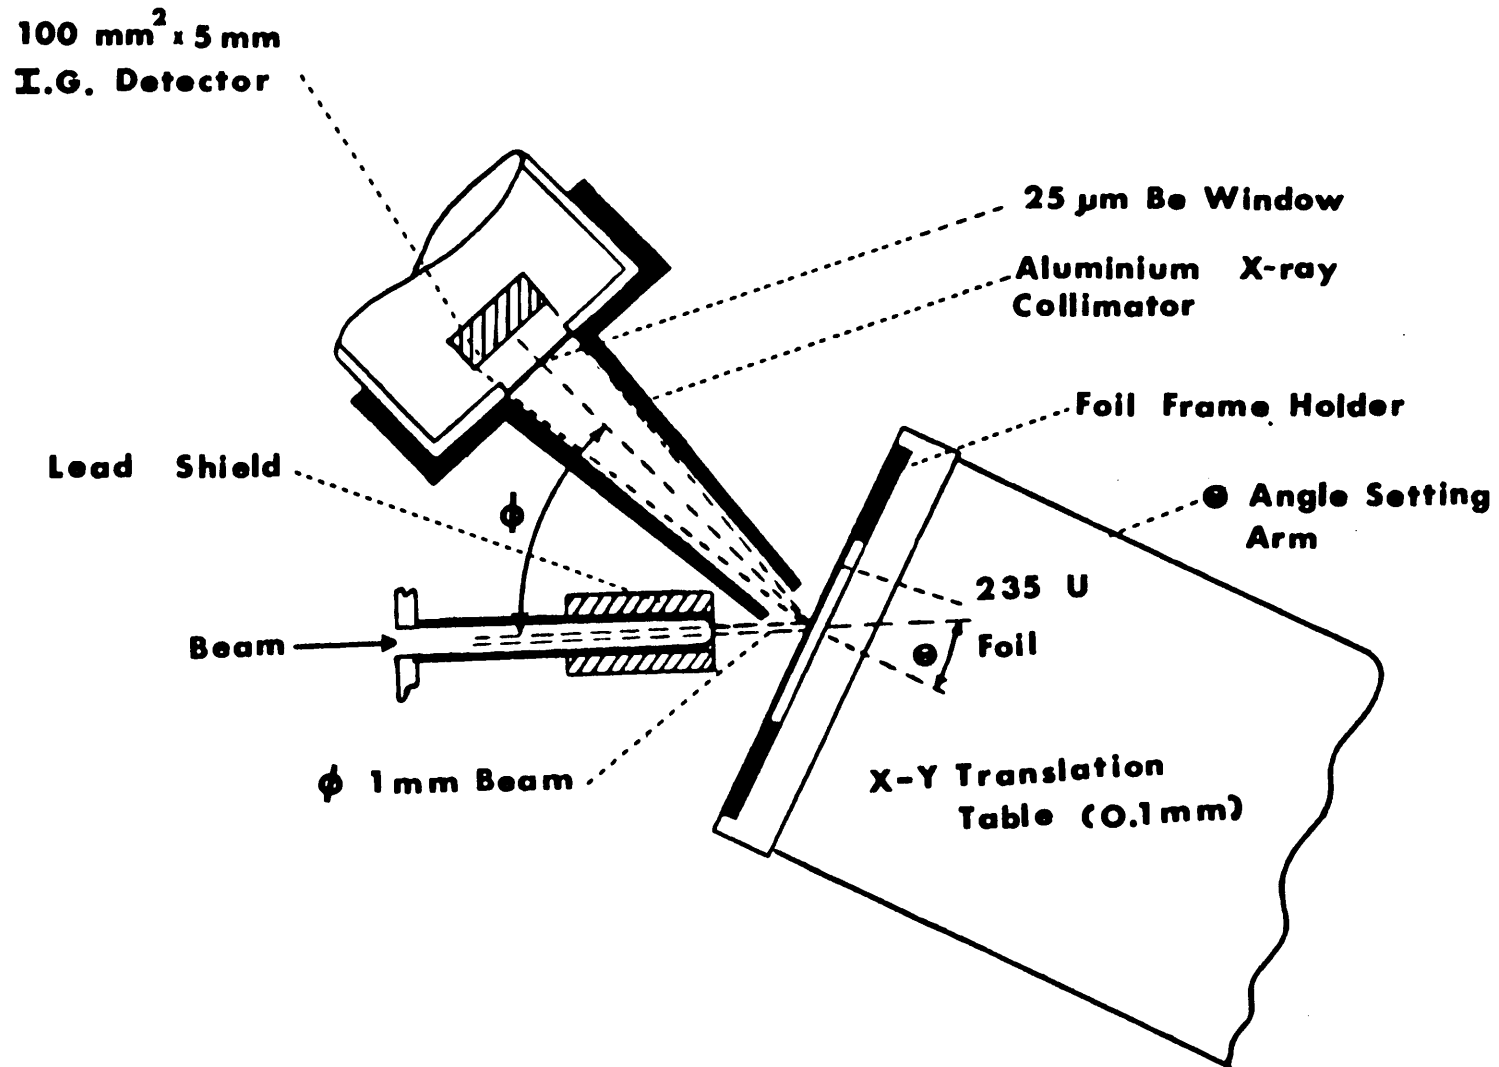 100 mm² x 5 mm
I.G. Detector
25 µm Be Window
Aluminium X-ray
Collimator
Foil Frame Holder
Lead Shield
ϕ
Θ Angle Setting
Arm
235 U
Foil
Θ
Beam
ϕ 1mm Beam
X-Y Translation
Table (0.1mm)